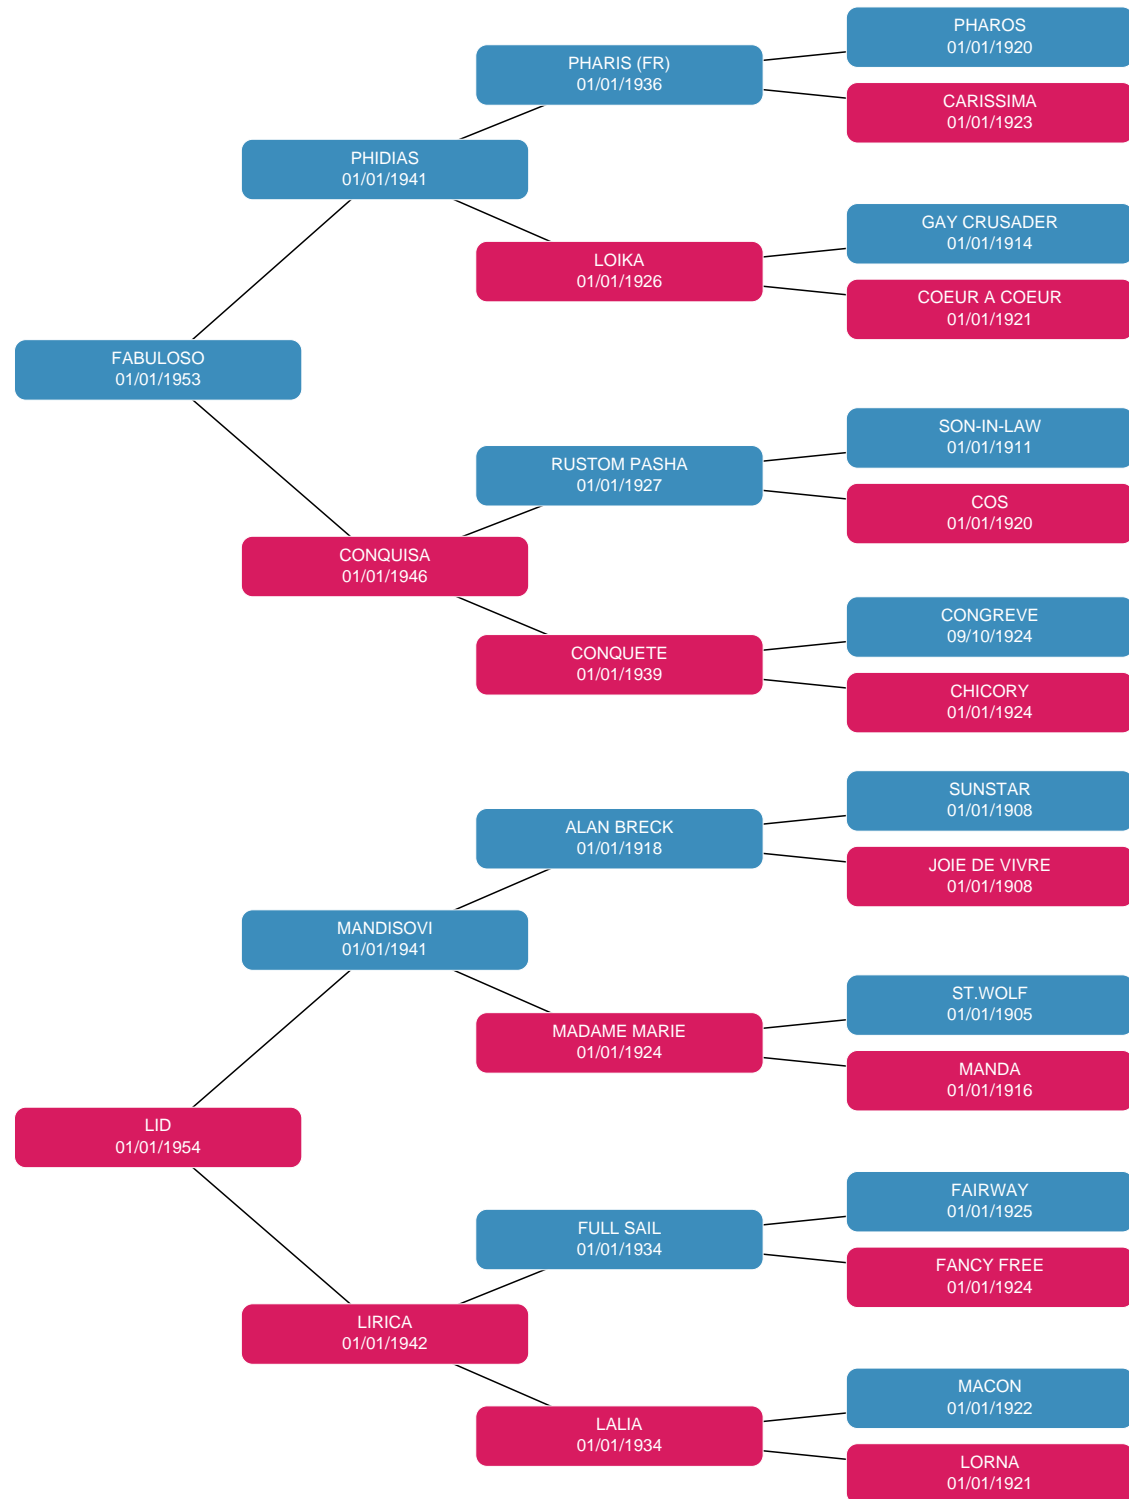 PHAROS
01/01/1920
PHARIS (FR)
01/01/1936
CARISSIMA
01/01/1923
PHIDIAS
01/01/1941
GAY CRUSADER
01/01/1914
LOIKA
01/01/1926
COEUR A COEUR
01/01/1921
FABULOSO
01/01/1953
SON-IN-LAW
01/01/1911
RUSTOM PASHA
01/01/1927
COS
01/01/1920
CONQUISA
01/01/1946
CONGREVE
09/10/1924
CONQUETE
01/01/1939
CHICORY
01/01/1924
SUNSTAR
01/01/1908
ALAN BRECK
01/01/1918
JOIE DE VIVRE
01/01/1908
MANDISOVI
01/01/1941
ST.WOLF
01/01/1905
MADAME MARIE
01/01/1924
MANDA
01/01/1916
LID
01/01/1954
FAIRWAY
01/01/1925
FULL SAIL
01/01/1934
FANCY FREE
01/01/1924
LIRICA
01/01/1942
MACON
01/01/1922
LALIA
01/01/1934
LORNA
01/01/1921